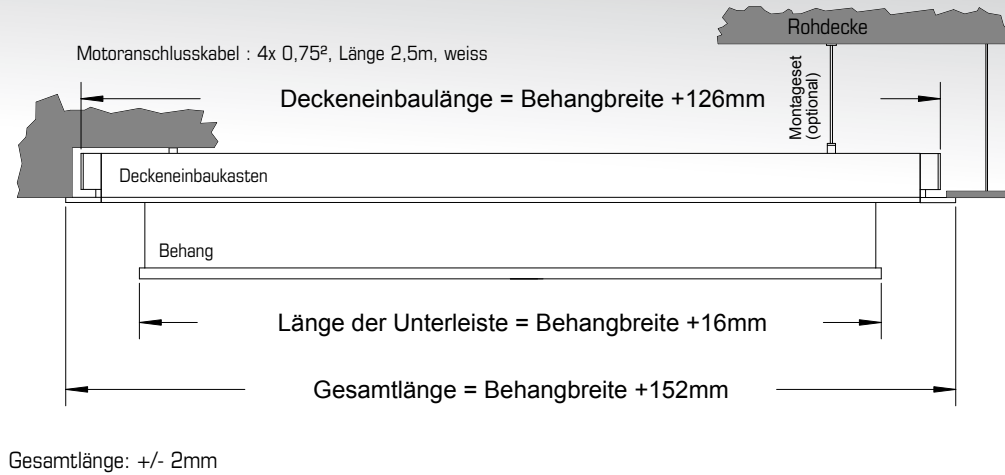 Rohdecke
Motoranschlusskabel : 4x 0,75², Länge 2,5m, weiss
Deckeneinbaulänge = Behangbreite +126mm
Montageset
(optional)
Deckeneinbaukasten
Behang
Länge der Unterleiste = Behangbreite +16mm
Gesamtlänge = Behangbreite +152mm
Gesamtlänge: +/- 2mm